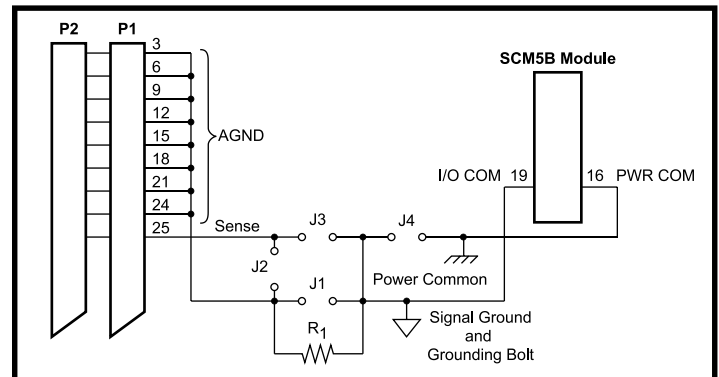 P2 P1
3
6
9
12
15
18
21
24
25
AGND
Sense
SCM5B Module
I/O COM 19 16 PWR COM
J3 J4
J2
J1
R1
Power Common
Signal Ground
and
Grounding Bolt